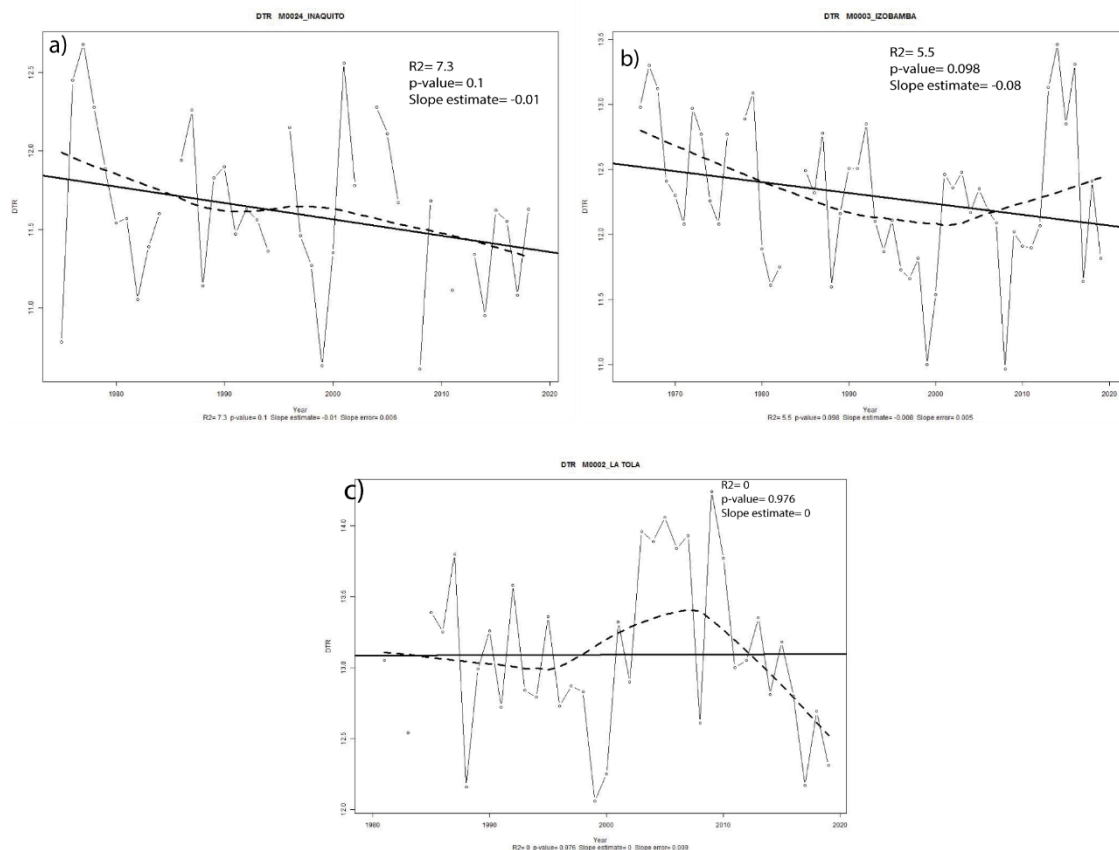 DTR M0024_INAQUITO
a)
R2= 7.3
p-value= 0.1
Slope estimate= -0.01
DTR
12.5
12.0
11.5
11.0
1980
1990
2000
2010
2020
Year
R2= 7.3 p-value= 0.1 Slope estimate= -0.01 Slope error= 0.006
DTR M0003_IZOBAMBA
b)
R2= 5.5
p-value= 0.098
Slope estimate= -0.08
DTR
13.5
13.0
12.5
12.0
11.5
11.0
1970
1980
1990
2000
2010
2020
Year
R2= 5.5 p-value= 0.098 Slope estimate= -0.008 Slope error= 0.005
DTR M0002_LA TOLA
c)
R2= 0
p-value= 0.976
Slope estimate= 0
DTR
14.0
13.5
13.0
12.5
12.0
1980
1990
2000
2010
2020
Year
R2= 0 p-value= 0.976 Slope estimate= 0 Slope error=